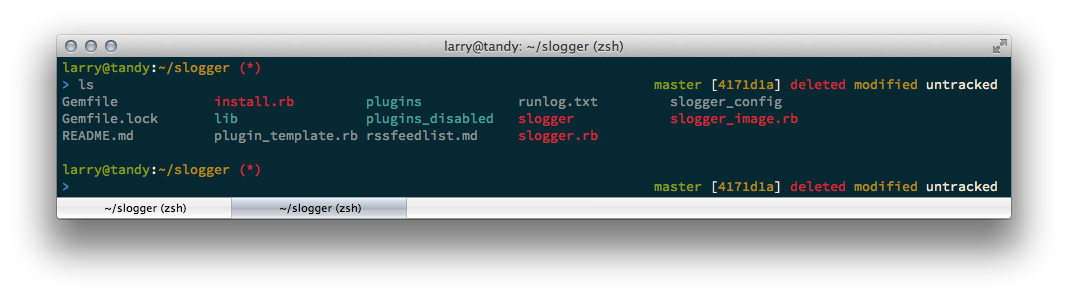 larry@tandy: ~/slogger (zsh)
larry@tandy:~/slogger (*)
> ls master [4171d1a] deleted modified untracked
Gemfile install.rb plugins runlog.txt slogger_config
Gemfile.lock lib plugins_disabled slogger slogger_image.rb
README.md plugin_template.rb rssfeedlist.md slogger.rb
larry@tandy:~/slogger (*)
> master [4171d1a] deleted modified untracked
~/slogger (zsh) ~/slogger (zsh)